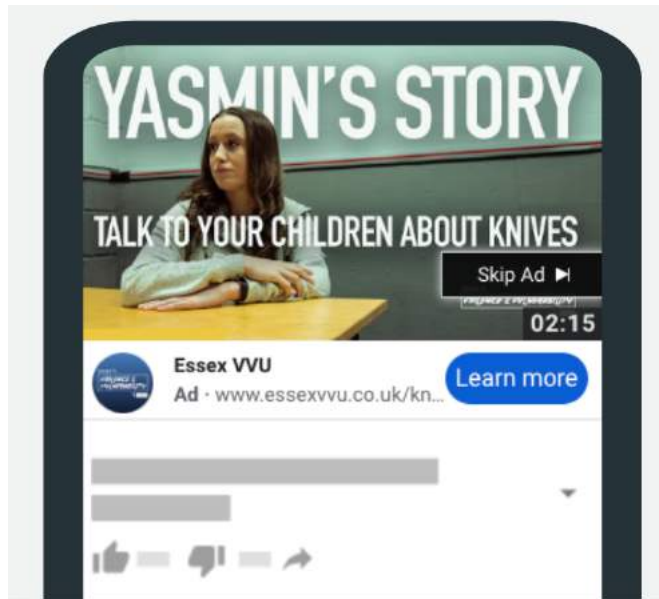 YASMIN'S STORY
TALK TO YOUR CHILDREN ABOUT KNIVES
Skip Ad
02:15
Essex VVU
Ad · www.essexvvu.co.uk/kn...
Learn more